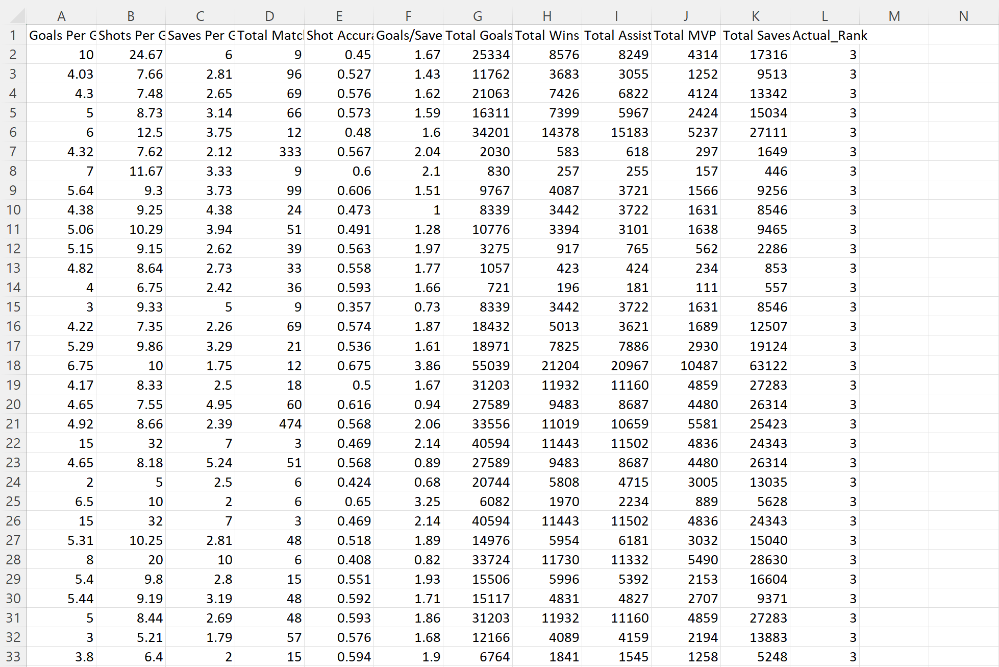 A B C D E F G H I J K L M N
1 Goals Per G Shots Per G Saves Per G Total Matcl Shot Accura Goals/Save Total Goals Total Wins Total Assist Total MVP Total Saves Actual_Rank
2 10 24.67 6 9 0.45 1.67 25334 8576 8249 4314 17316 3
3 4.03 7.66 2.81 96 0.527 1.43 11762 3683 3055 1252 9513 3
4 4.3 7.48 2.65 69 0.576 1.62 21063 7426 6822 4124 13342 3
5 5 8.73 3.14 66 0.573 1.59 16311 7399 5967 2424 15034 3
6 6 12.5 3.75 12 0.48 1.6 34201 14378 15183 5237 27111 3
7 4.32 7.62 2.12 333 0.567 2.04 2030 583 618 297 1649 3
8 7 11.67 3.33 9 0.6 2.1 830 257 255 157 446 3
9 5.64 9.3 3.73 99 0.606 1.51 9767 4087 3721 1566 9256 3
10 4.38 9.25 4.38 24 0.473 1 8339 3442 3722 1631 8546 3
11 5.06 10.29 3.94 51 0.491 1.28 10776 3394 3101 1638 9465 3
12 5.15 9.15 2.62 39 0.563 1.97 3275 917 765 562 2286 3
13 4.82 8.64 2.73 33 0.558 1.77 1057 423 424 234 853 3
14 4 6.75 2.42 36 0.593 1.66 721 196 181 111 557 3
15 3 9.33 5 9 0.357 0.73 8339 3442 3722 1631 8546 3
16 4.22 7.35 2.26 69 0.574 1.87 18432 5013 3621 1689 12507 3
17 5.29 9.86 3.29 21 0.536 1.61 18971 7825 7886 2930 19124 3
18 6.75 10 1.75 12 0.675 3.86 55039 21204 20967 10487 63122 3
19 4.17 8.33 2.5 18 0.5 1.67 31203 11932 11160 4859 27283 3
20 4.65 7.55 4.95 60 0.616 0.94 27589 9483 8687 4480 26314 3
21 4.92 8.66 2.39 474 0.568 2.06 33556 11019 10659 5581 25423 3
22 15 32 7 3 0.469 2.14 40594 11443 11502 4836 24343 3
23 4.65 8.18 5.24 51 0.568 0.89 27589 9483 8687 4480 26314 3
24 2 5 2.5 6 0.424 0.68 20744 5808 4715 3005 13035 3
25 6.5 10 2 6 0.65 3.25 6082 1970 2234 889 5628 3
26 15 32 7 3 0.469 2.14 40594 11443 11502 4836 24343 3
27 5.31 10.25 2.81 48 0.518 1.89 14976 5954 6181 3032 15040 3
28 8 20 10 6 0.408 0.82 33724 11730 11332 5490 28630 3
29 5.4 9.8 2.8 15 0.551 1.93 15506 5996 5392 2153 16604 3
30 5.44 9.19 3.19 48 0.592 1.71 15117 4831 4827 2707 9371 3
31 5 8.44 2.69 48 0.593 1.86 31203 11932 11160 4859 27283 3
32 3 5.21 1.79 57 0.576 1.68 12166 4089 4159 2194 13883 3
33 3.8 6.4 2 15 0.594 1.9 6764 1841 1545 1258 5248 3